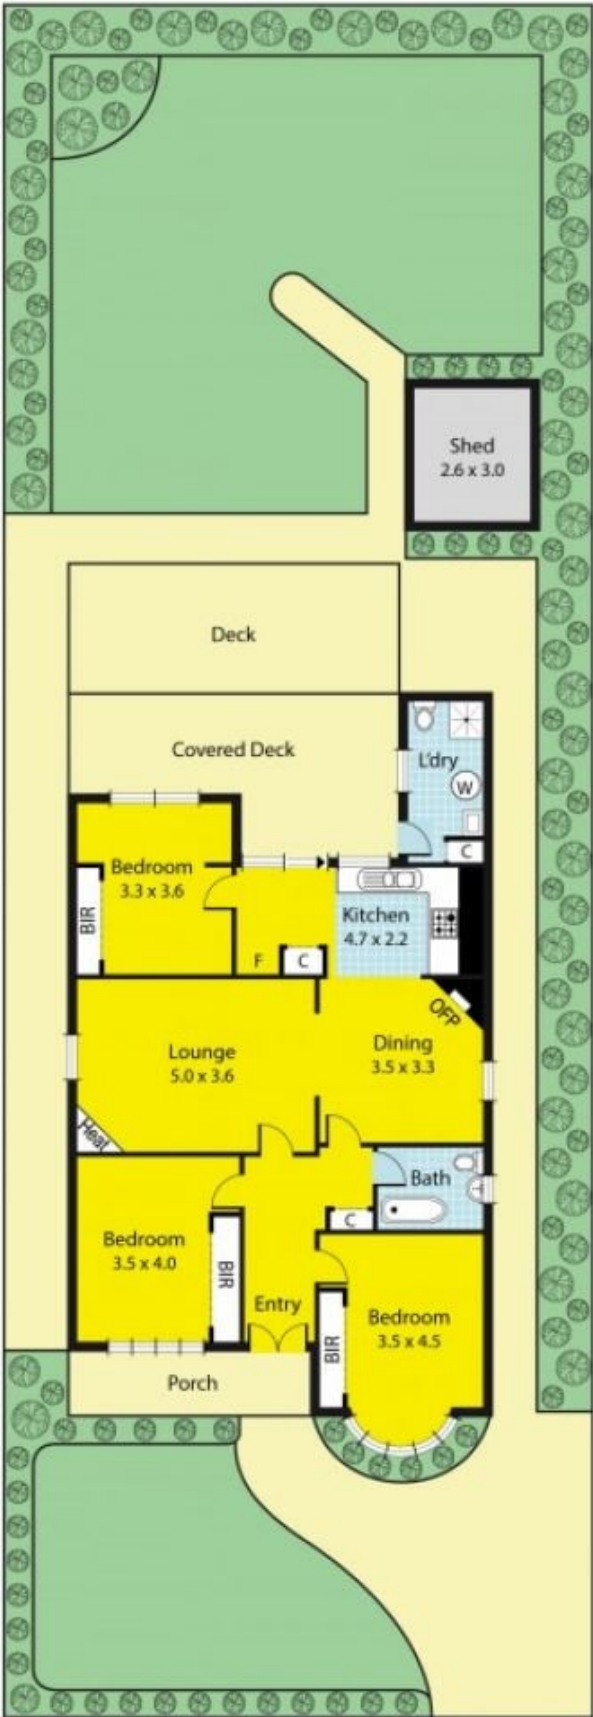 Shed
2.6 x 3.0
Deck
Covered Deck
L'dry
W
C
Bedroom
3.3 x 3.6
BIR
Kitchen
4.7 x 2.2
F
C
OFP
Lounge
5.0 x 3.6
Dining
3.5 x 3.3
Heat
Bath
C
Bedroom
3.5 x 4.0
BIR
Entry
Bedroom
3.5 x 4.5
BIR
Porch